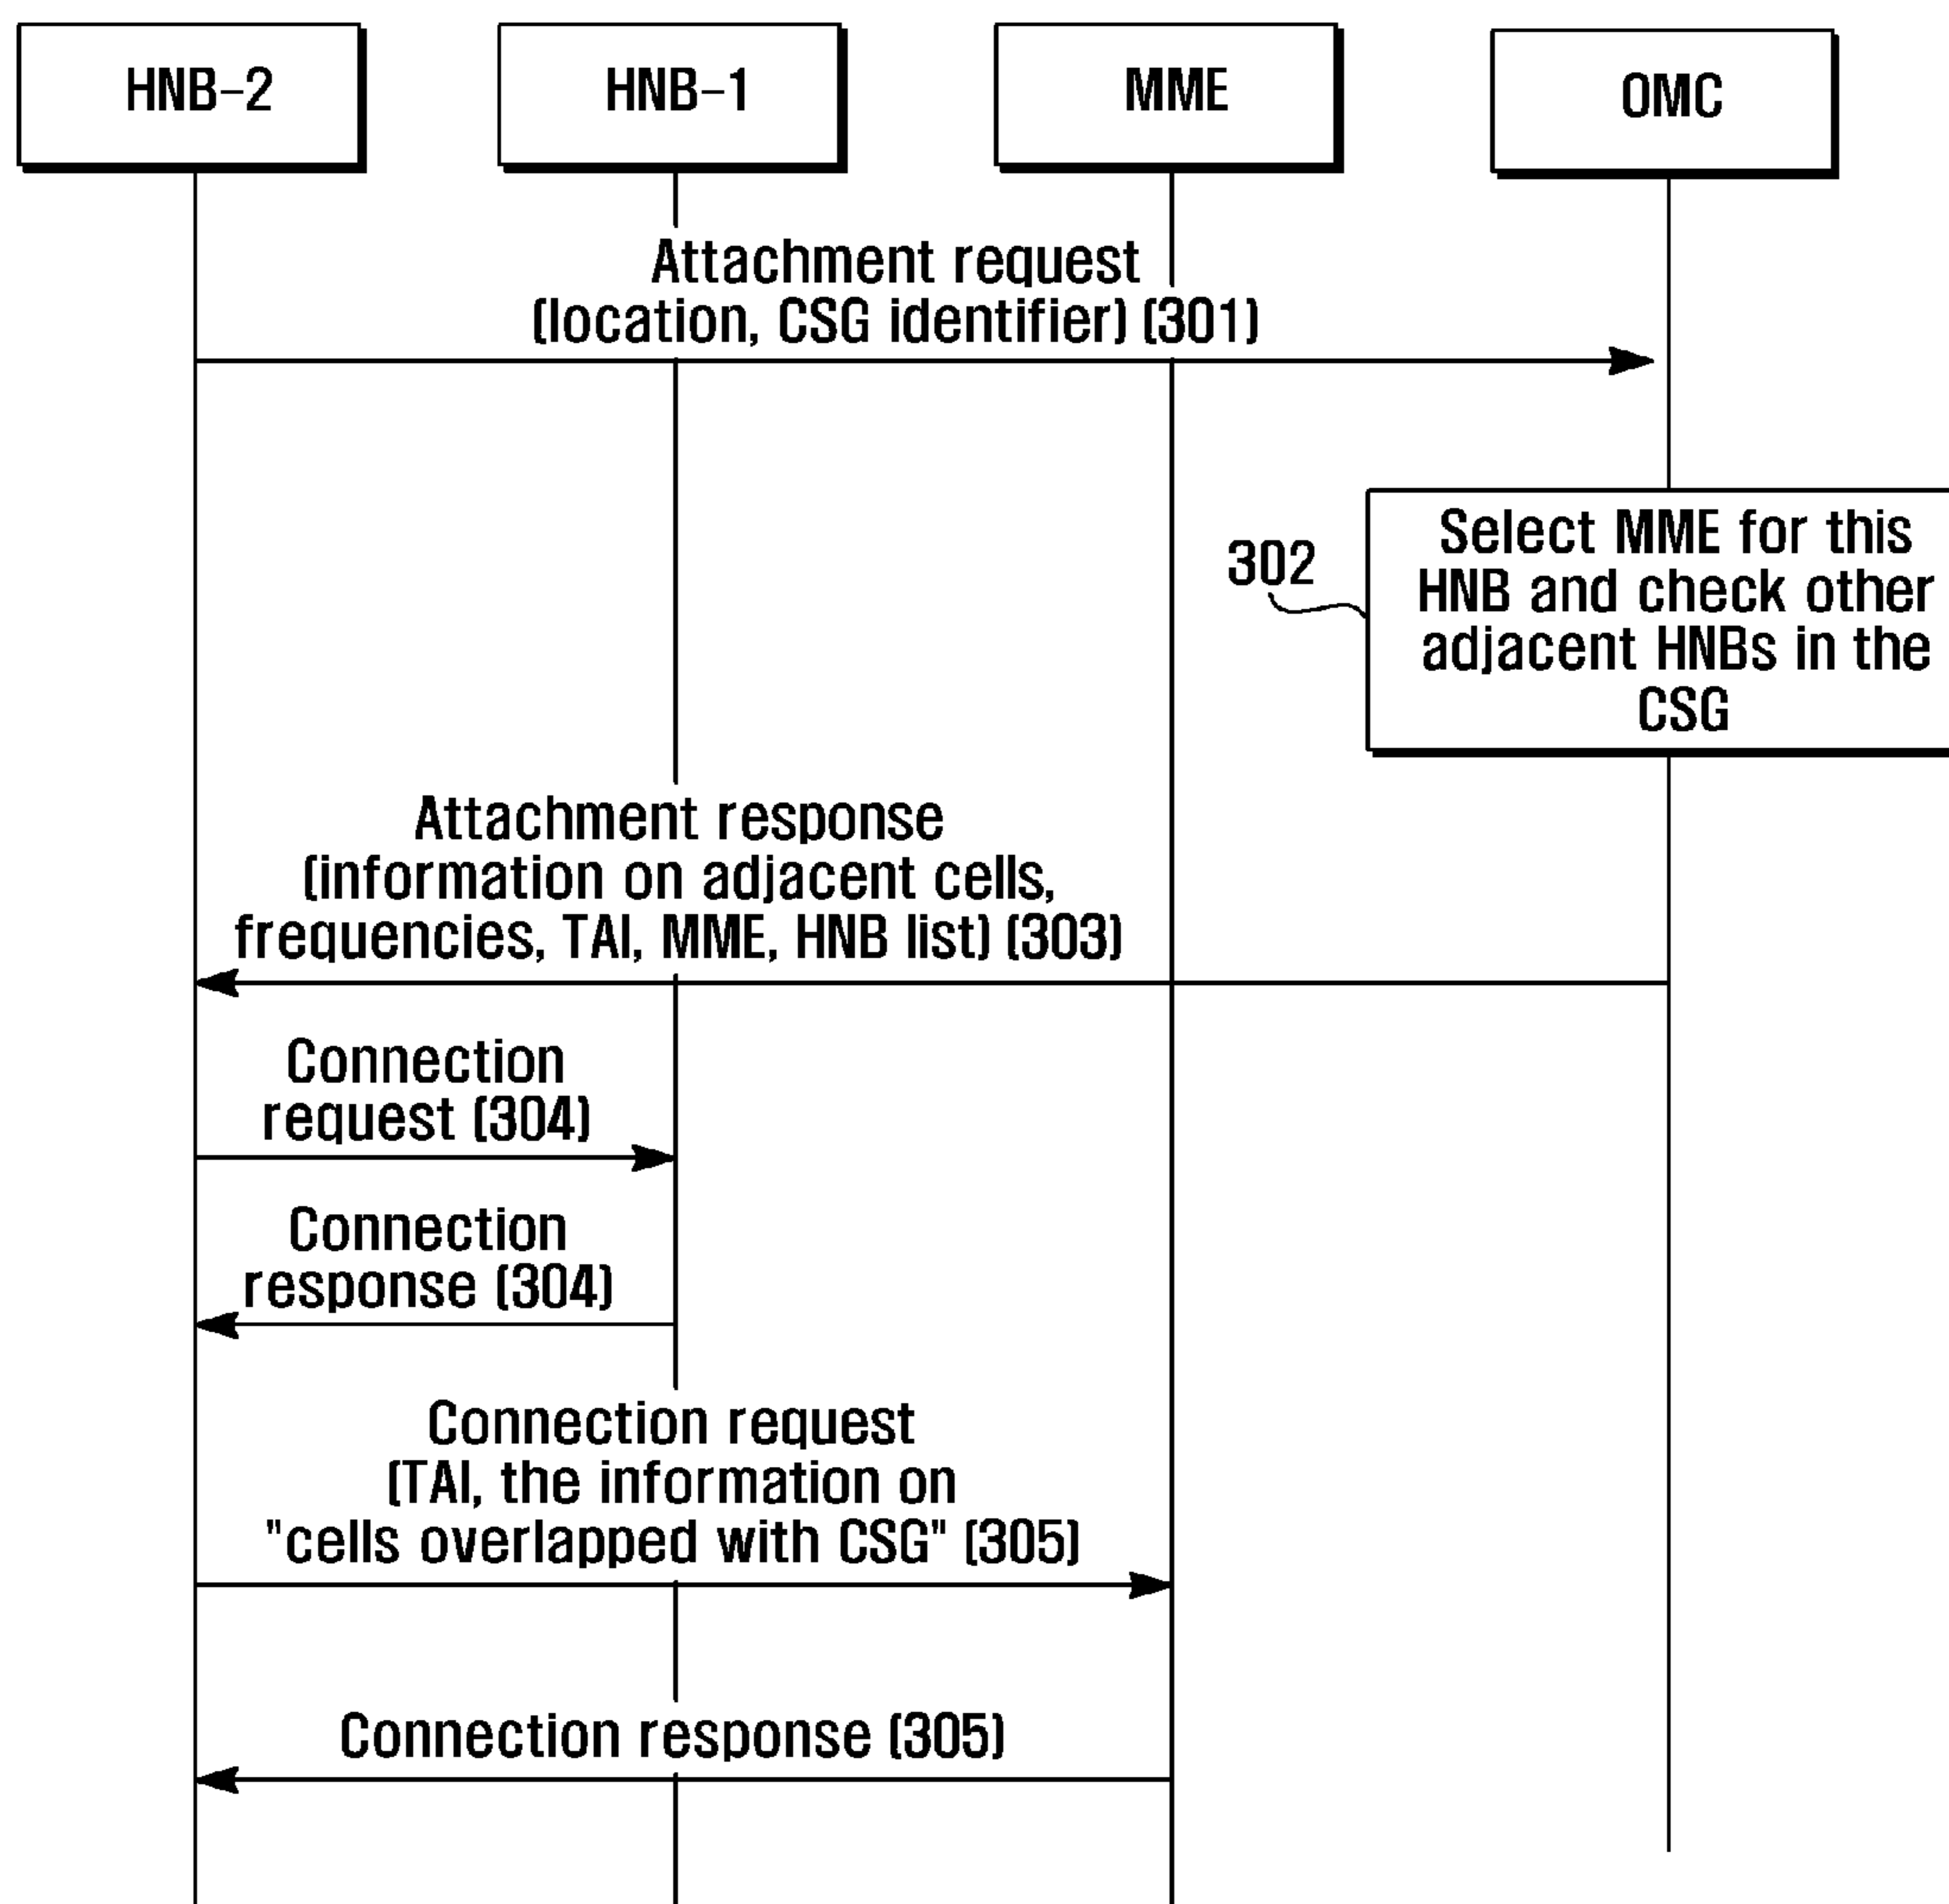 HNB-2
HNB-1
MME
OMC
Attachment request
(location, CSG identifier) (301)
302
Select MME for this
HNB and check other
adjacent HNBs in the
CSG
Attachment response
(information on adjacent cells,
frequencies, TAI, MME, HNB list) (303)
Connection
request (304)
Connection
response (304)
Connection request
(TAI, the information on
"cells overlapped with CSG" (305)
Connection response (305)